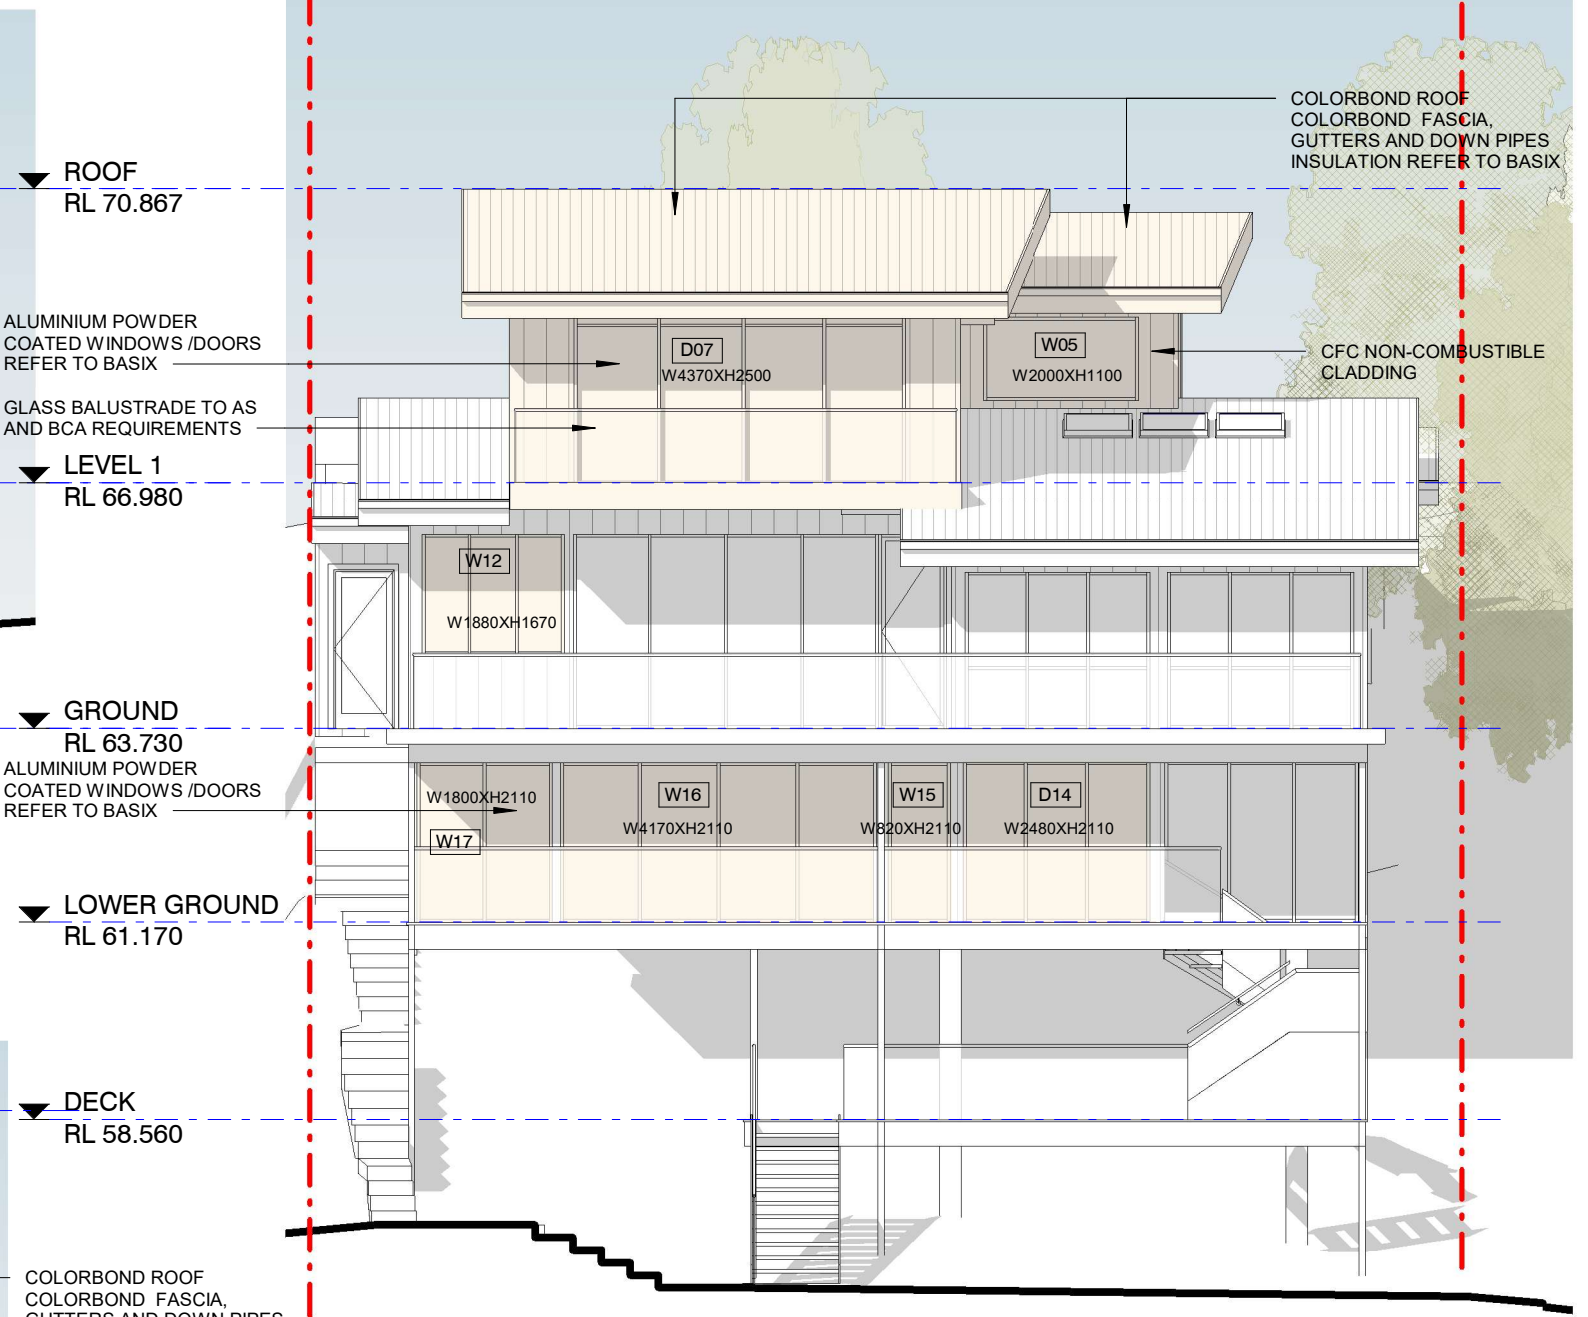 COLORBOND ROOF
COLORBOND FASCIA,
GUTTERS AND DOWN PIPES
INSULATION REFER TO BASIX
ROOF
RL 70.867
ALUMINIUM POWDER
COATED WINDOWS /DOORS
REFER TO BASIX
D07
W4370XH2500
W05
W2000XH1100
CFC NON-COMBUSTIBLE
CLADDING
GLASS BALUSTRADE TO AS
AND BCA REQUIREMENTS
LEVEL 1
RL 66.980
W12
W1880XH1670
GROUND
RL 63.730
ALUMINIUM POWDER
COATED WINDOWS /DOORS
REFER TO BASIX
W1800XH2110
W17
W16
W4170XH2110
W15
W820XH2110
D14
W2480XH2110
LOWER GROUND
RL 61.170
DECK
RL 58.560
COLORBOND ROOF
COLORBOND FASCIA,
GUTTERS AND DOWN PIPES